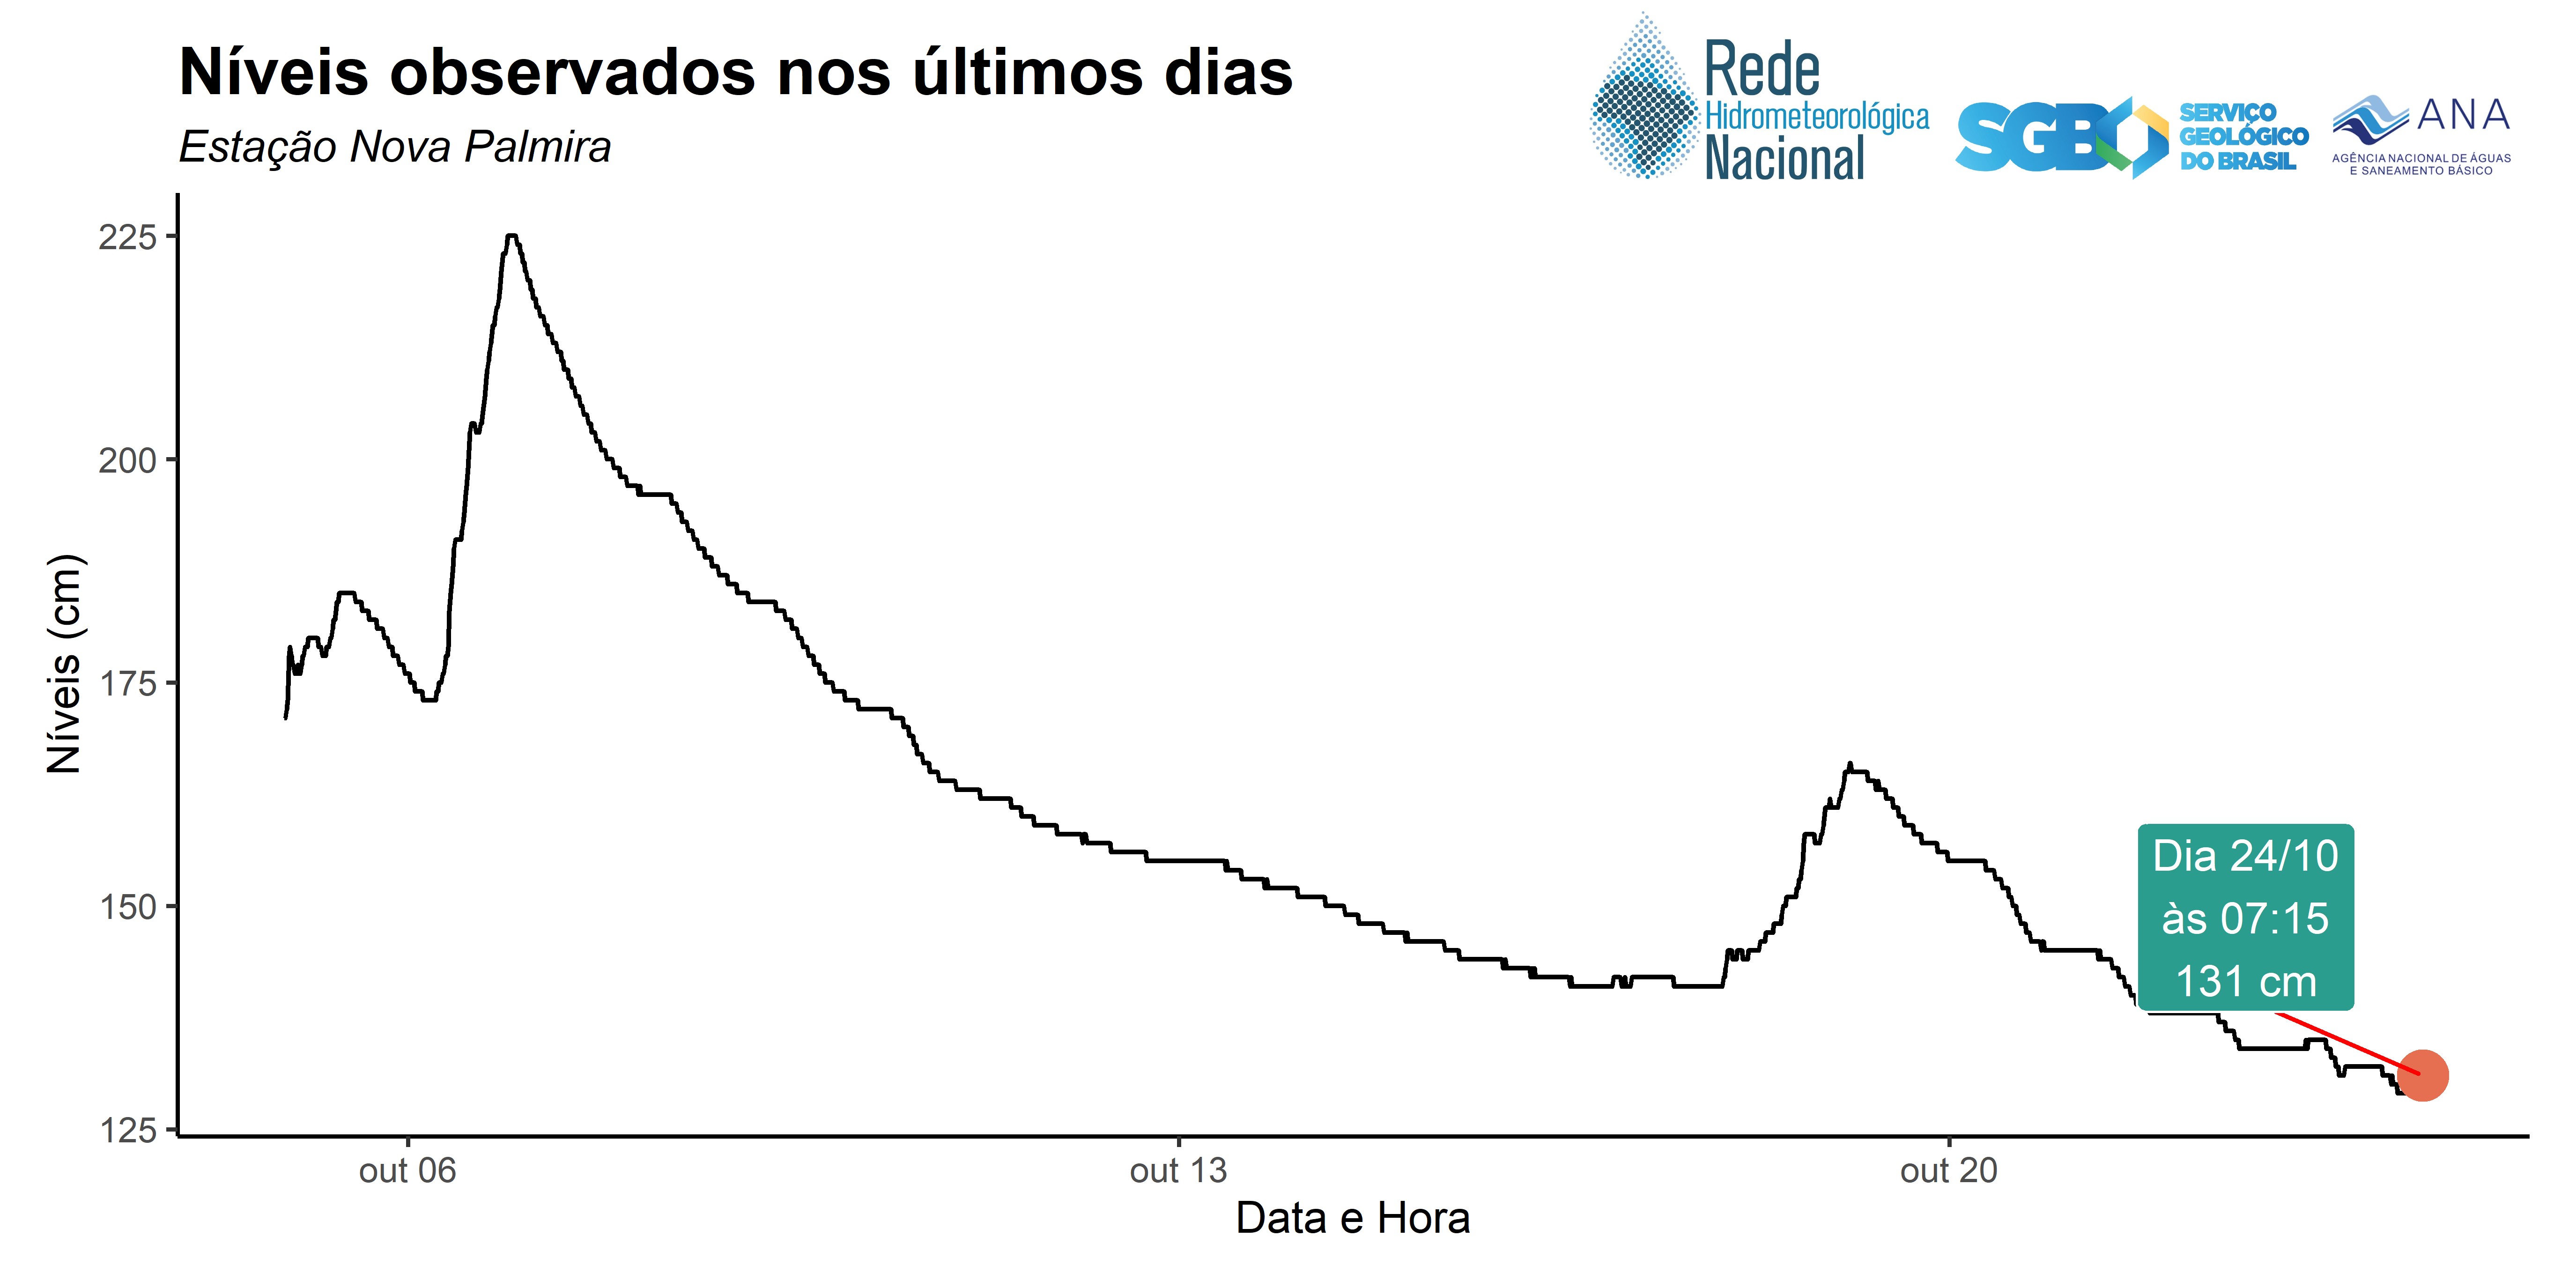 Níveis observados nos últimos dias
Estação Nova Palmira
Rede
Hidrometeorológica
Nacional
SGB
SERVIÇO
GEOLÓGICO
DO BRASIL
ANA
AGÊNCIA NACIONAL DE ÁGUAS
E SANEAMENTO BÁSICO
Níveis (cm)
225
200
175
150
125
Dia 24/10
às 07:15
131 cm
out 06
out 13
out 20
Data e Hora